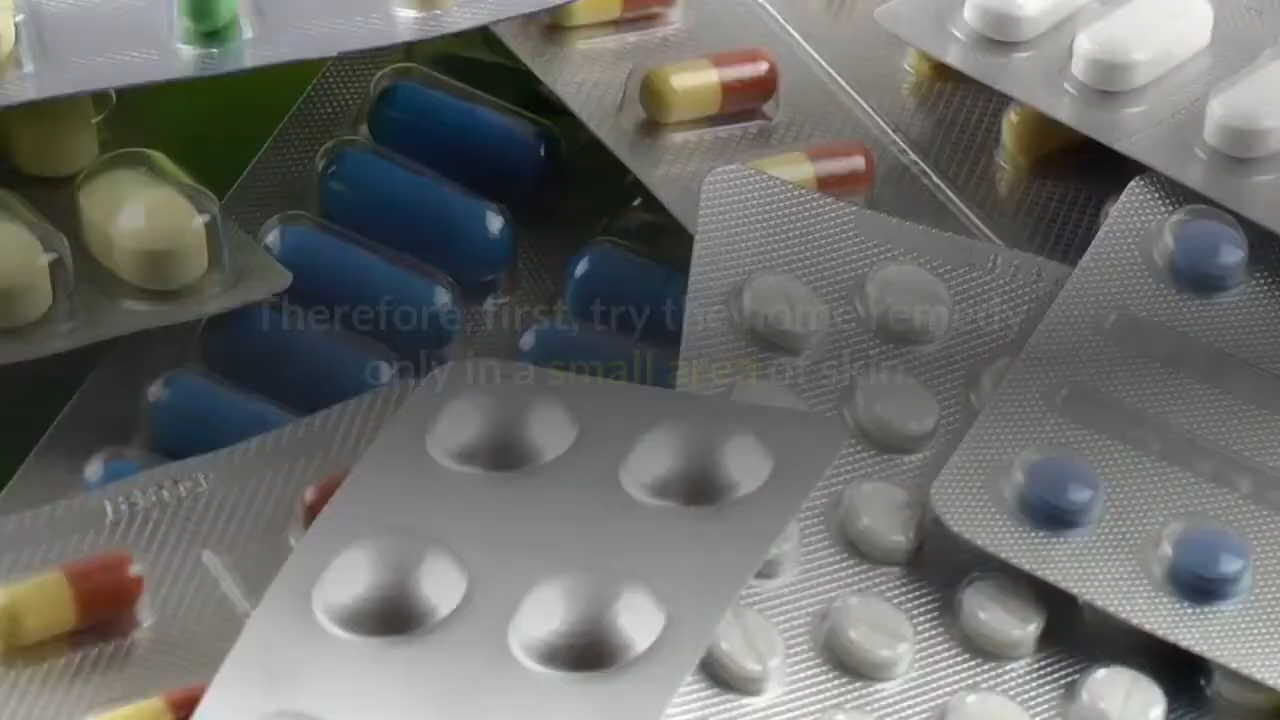 Therefore, first, try the home remedy
only in a small area of skin.